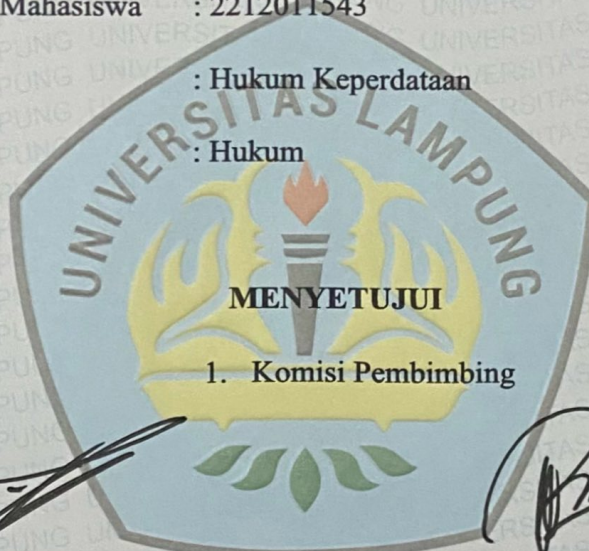 Mahasiswa : 2212011543
: Hukum Keperdataan
: Hukum
UNIVERSITAS LAMPUNG
MENYETUJUI
1. Komisi Pembimbing